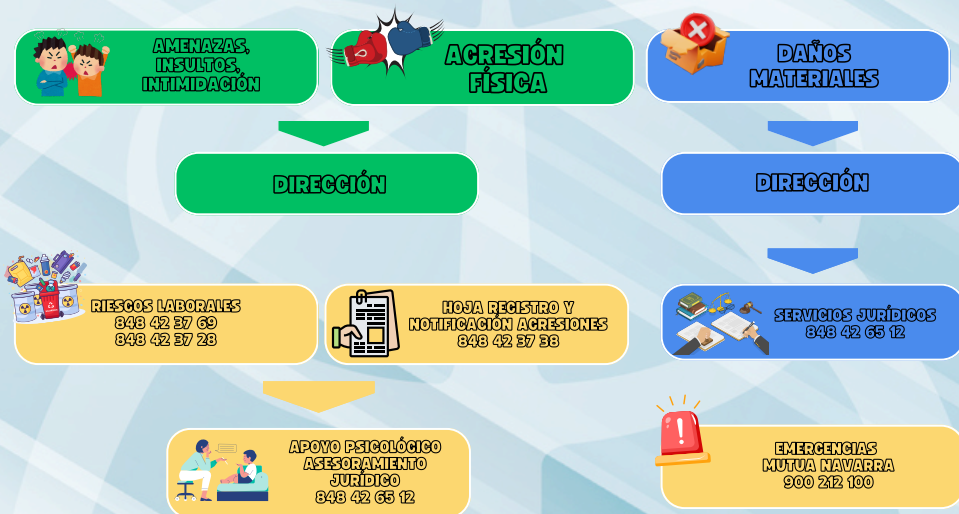 AMENAZAS,
INSULTOS,
INTIMIDACIÓN
AGRESIÓN
FÍSICA
DAÑOS
MATERIALES
DIRECCIÓN
DIRECCIÓN
RIESGOS LABORALES
848 42 37 69
848 42 37 28
HOJA REGISTRO Y
NOTIFICACIÓN AGRESIONES
848 42 37 38
SERVICIOS JURÍDICOS
848 42 65 12
APOYO PSICOLÓGICO
ASESORAMIENTO
JURÍDICO
848 42 65 12
EMERGENCIAS
MUTUA NAVARRA
900 212 100